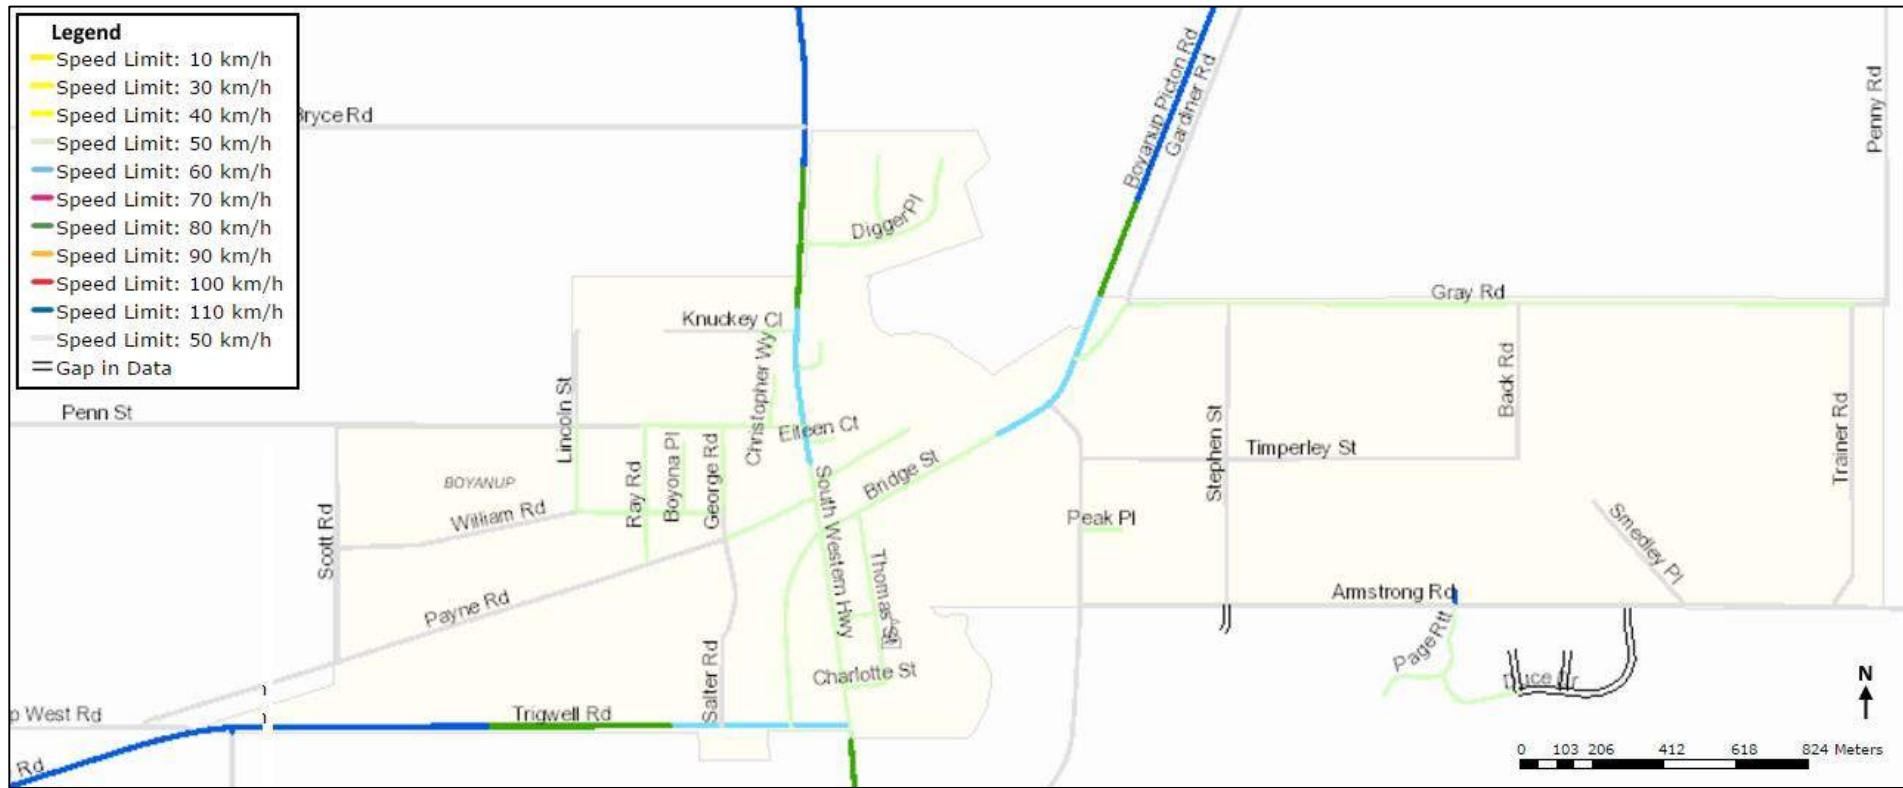 Legend
Speed Limit: 10 km/h
Speed Limit: 30 km/h
Speed Limit: 40 km/h
Speed Limit: 50 km/h
Speed Limit: 60 km/h
Speed Limit: 70 km/h
Speed Limit: 80 km/h
Speed Limit: 90 km/h
Speed Limit: 100 km/h
Speed Limit: 110 km/h
Speed Limit: 50 km/h
Gap in Data
Bryce Rd
Boyanup Picton Rd
Gardiner Rd
Penny Rd
Digger Pl
Gray Rd
Knuckey Cl
Christopher Wy
Lincoln St
Penn St
Eileen Ct
Back Rd
Stephen St
Timperley St
Trainer Rd
BOYANUP
Ray Rd
Boyona Pl
George Rd
South Western Hwy
Bridge St
William Rd
Scott Rd
Peak Pl
Smedley Pl
Thomas St
Payne Rd
Armstrong Rd
Page Rtt
Salter Rd
Charlotte St
p West Rd
Trigwell Rd
Rd
N
0 103 206 412 618 824 Meters